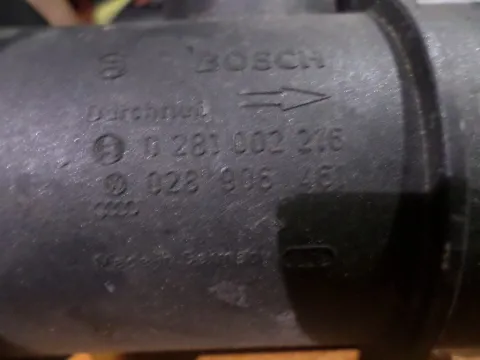 BOSCH
Durchfluß
0 281 002 216
028 906 461
Made in Germany